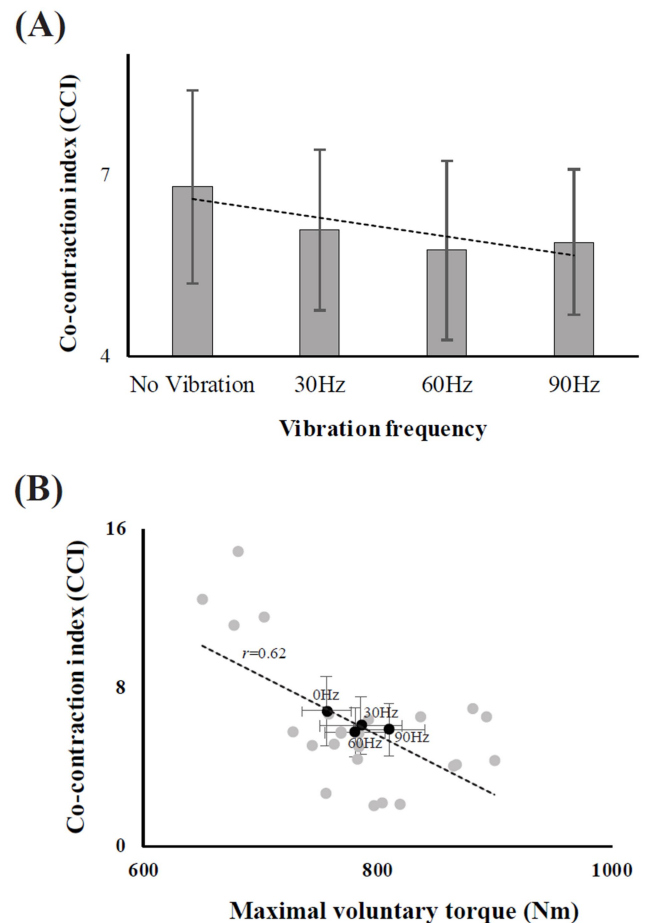 (A)
Co-contraction index (CCI)
7
4
No Vibration 30Hz 60Hz 90Hz
Vibration frequency
(B)
Co-contraction index (CCI)
16
r=0.62
0Hz
8
30Hz
60Hz 90Hz
0
600 800 1000
Maximal voluntary torque (Nm)